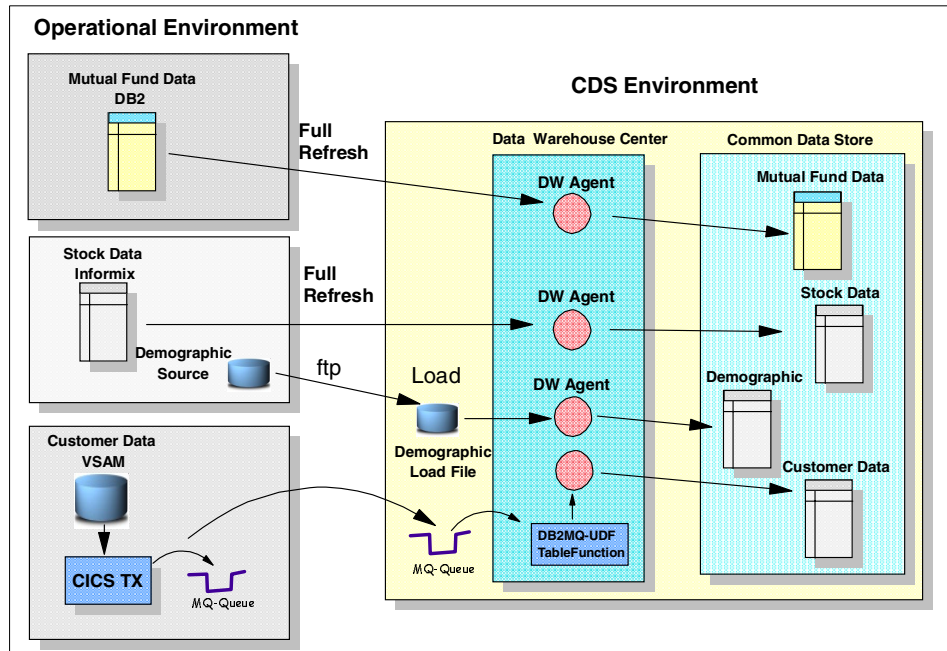 Operational Environment
Mutual Fund Data
DB2
Full
Refresh
Stock Data
Informix
Full
Refresh
Demographic
Source
ftp
Customer Data
VSAM
CICS TX
MQ-Queue
CDS Environment
Data Warehouse Center
DW Agent
DW Agent
Load
DW Agent
Demographic
Load File
MQ-Queue
DB2MQ-UDF
TableFunction
Common Data Store
Mutual Fund Data
Stock Data
Demographic
Customer Data